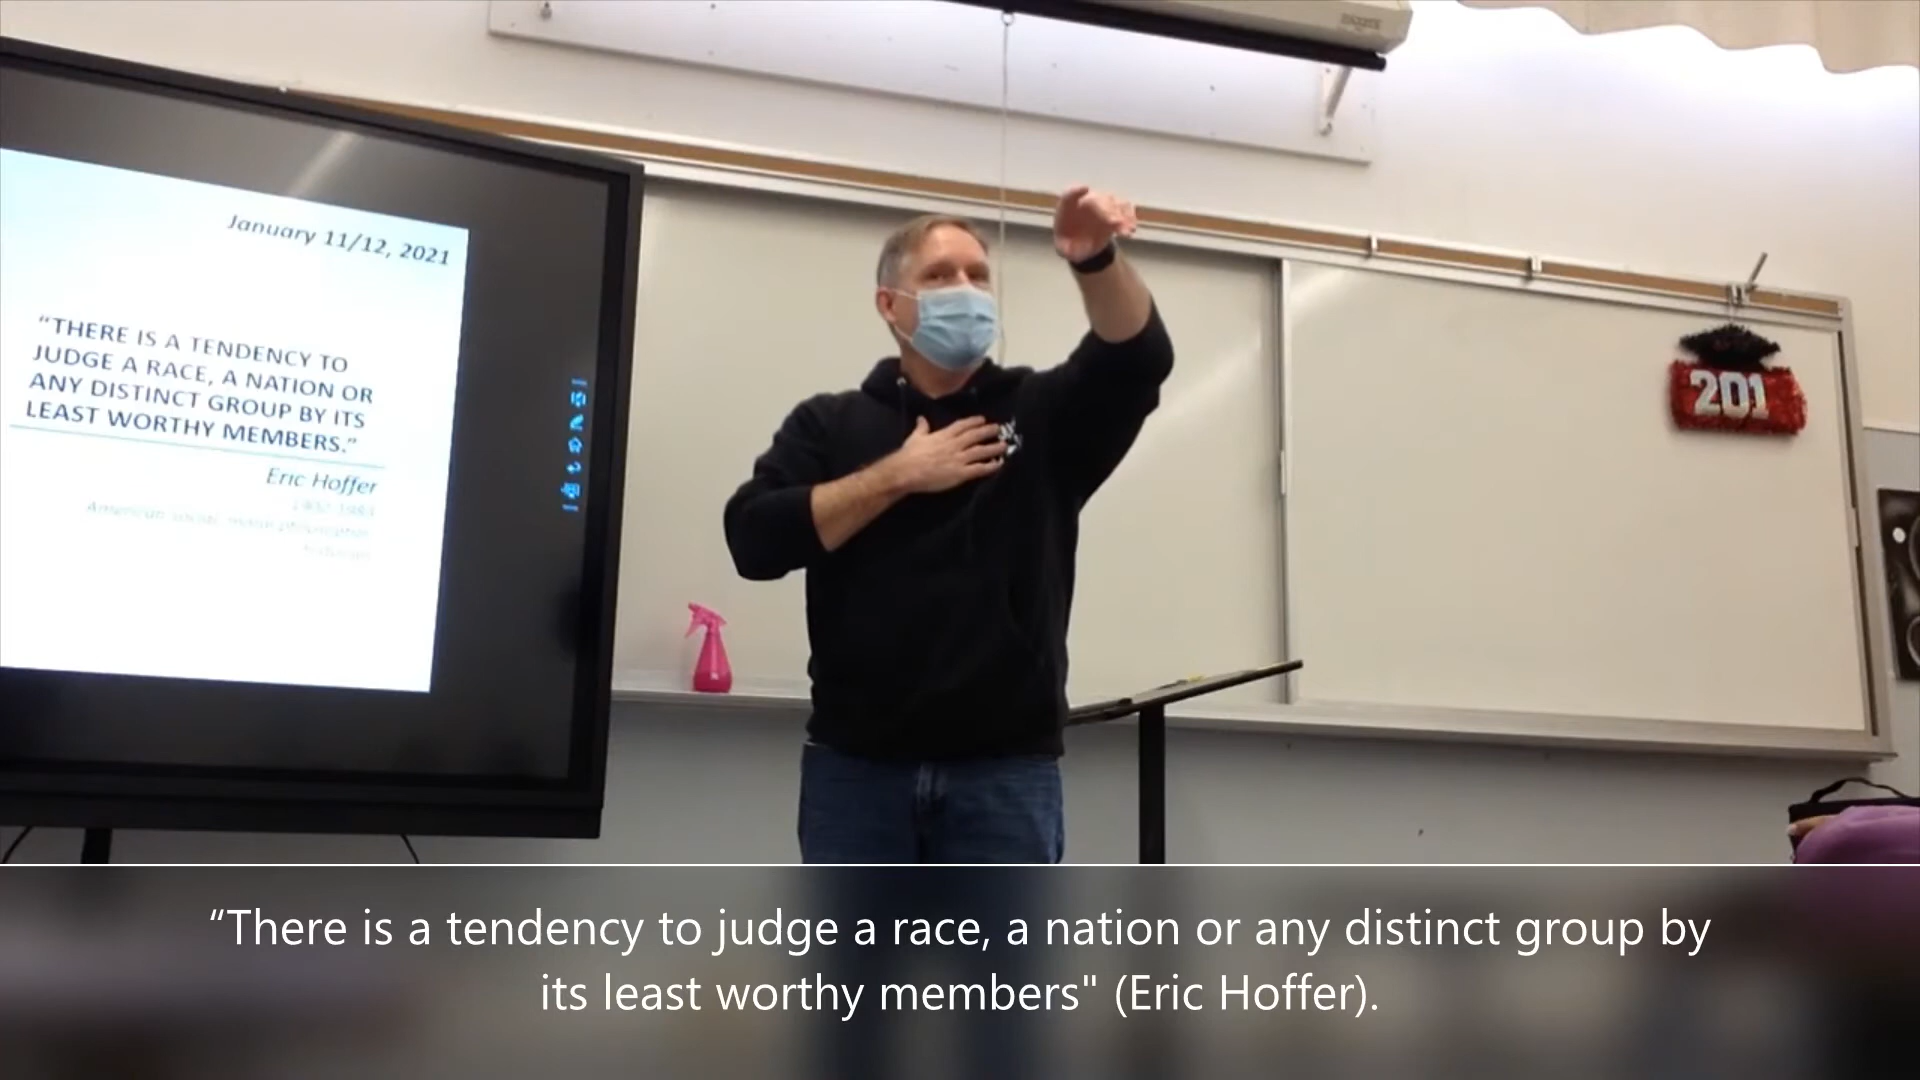 January 11/12, 2021
“THERE IS A TENDENCY TO
JUDGE A RACE, A NATION OR
ANY DISTINCT GROUP BY ITS
LEAST WORTHY MEMBERS.”
Eric Hoffer
201
“There is a tendency to judge a race, a nation or any distinct group by
its least worthy members" (Eric Hoffer).